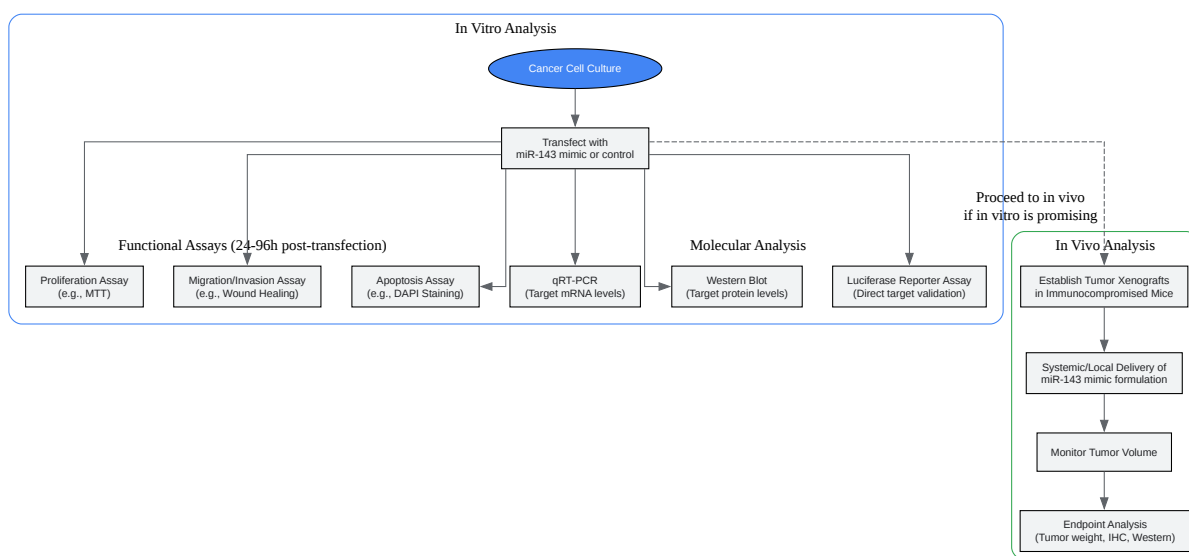 In Vitro Analysis
Cancer Cell Culture
Transfect with
miR-143 mimic or control
Proceed to in vivo
if in vitro is promising
Functional Assays (24-96h post-transfection)
Molecular Analysis
In Vivo Analysis
Proliferation Assay
(e.g., MTT)
Migration/Invasion Assay
(e.g., Wound Healing)
Apoptosis Assay
(e.g., DAPI Staining)
qRT-PCR
(Target mRNA levels)
Western Blot
(Target protein levels)
Luciferase Reporter Assay
(Direct target validation)
Establish Tumor Xenografts
in Immunocompromised Mice
Systemic/Local Delivery of
miR-143 mimic formulation
Monitor Tumor Volume
Endpoint Analysis
(Tumor weight, IHC, Western)